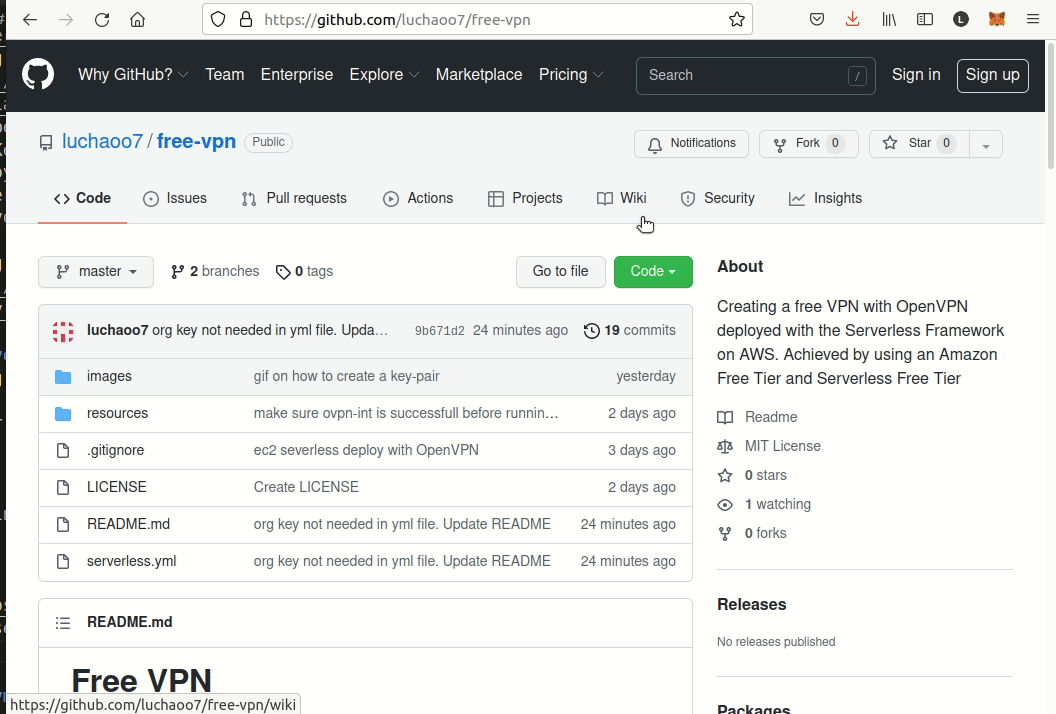 https://github.com/luchaoo7/free-vpn
L
Why GitHub? Team Enterprise Explore Marketplace Pricing Search / Sign in Sign up
luchaoo7 / free-vpn Public Notifications Fork 0 Star 0
Code Issues Pull requests Actions Projects Wiki Security Insights
master 2 branches 0 tags Go to file Code
luchaoo7 org key not needed in yml file. Upda... 9b671d2 24 minutes ago 19 commits
images gif on how to create a key-pair yesterday
resources make sure ovpn-int is successfull before runnin... 2 days ago
.gitignore ec2 severless deploy with OpenVPN 3 days ago
LICENSE Create LICENSE 2 days ago
README.md org key not needed in yml file. Update README 24 minutes ago
serverless.yml org key not needed in yml file. Update README 24 minutes ago
README.md
Free VPN
About
Creating a free VPN with OpenVPN
deployed with the Serverless Framework
on AWS. Achieved by using an Amazon
Free Tier and Serverless Free Tier
Readme
MIT License
0 stars
1 watching
0 forks
Releases
No releases published
Packages
https://github.com/luchaoo7/free-vpn/wiki